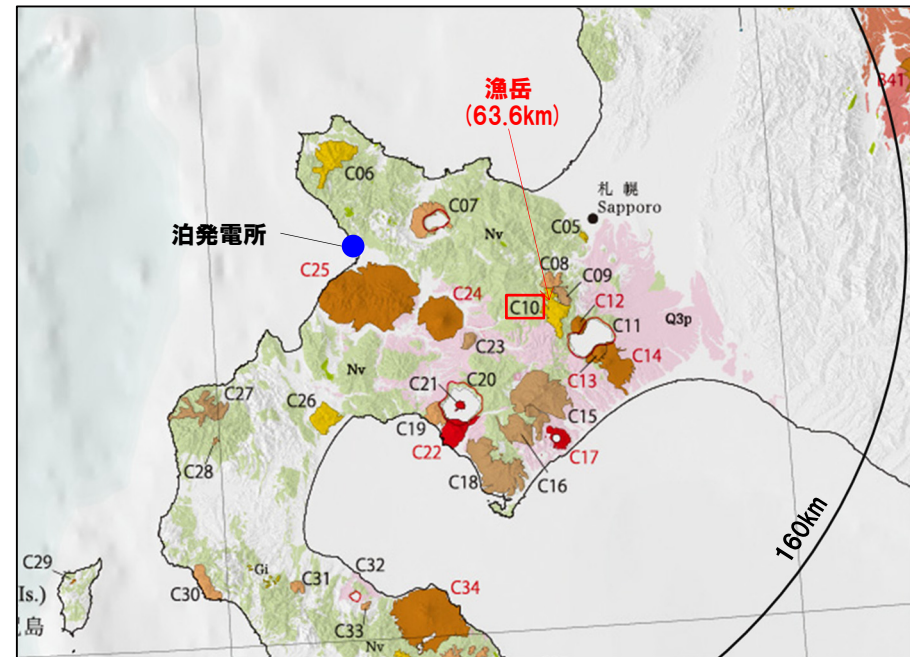 B41
漁岳
(63.6km)
C06
札幌
Sapporo
C07
Nv
C05
泊発電所
C08
C09
C25
C24
C10
C12
C11
Q3p
C23
C14
C13
Nv
C21
C20
C27
C26
C15
C19
C22
C17
C28
C18
C16
160km
C29
C32
Gi
C31
C34
Is.)
C30
島
C33
Nv